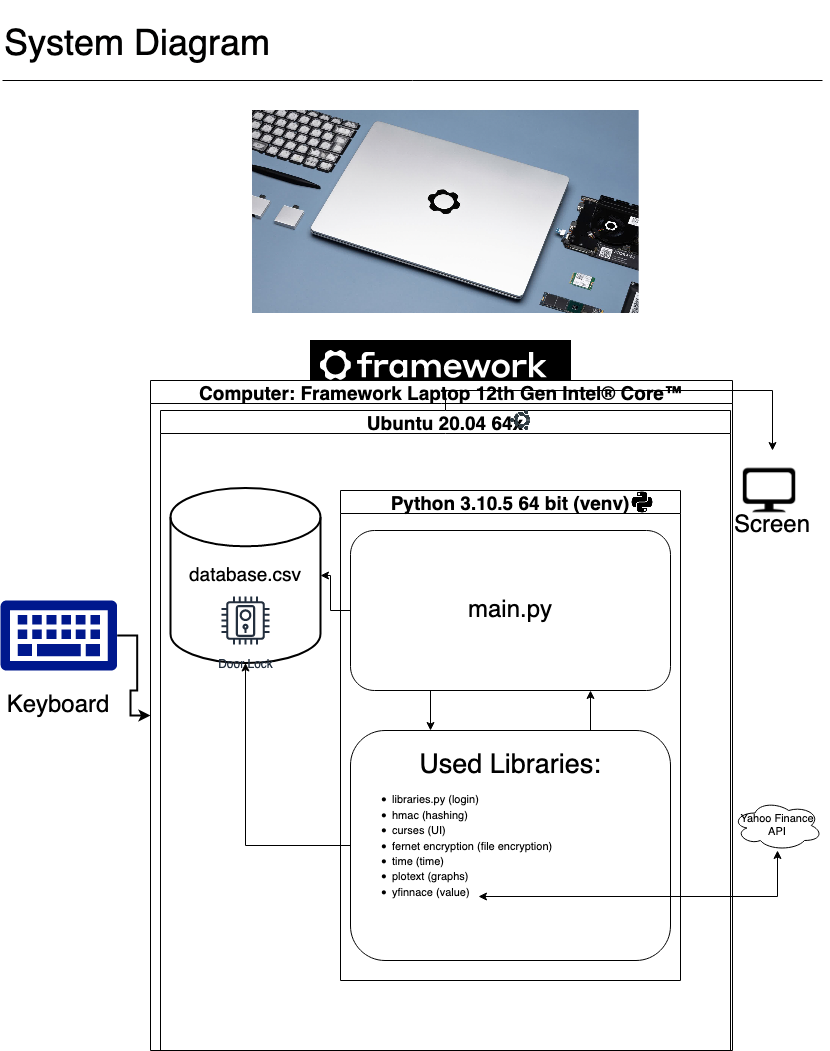 System Diagram
framework
Computer: Framework Laptop 12th Gen Intel® Core™
Ubuntu 20.04 64x
Python 3.10.5 64 bit (venv)
Screen
database.csv
main.py
Door Lock
Keyboard
Used Libraries:
• libraries.py (login)
• hmac (hashing)
• curses (UI)
• fernet encryption (file encryption)
• time (time)
• plotext (graphs)
• yfinnace (value)
Yahoo Finance
API